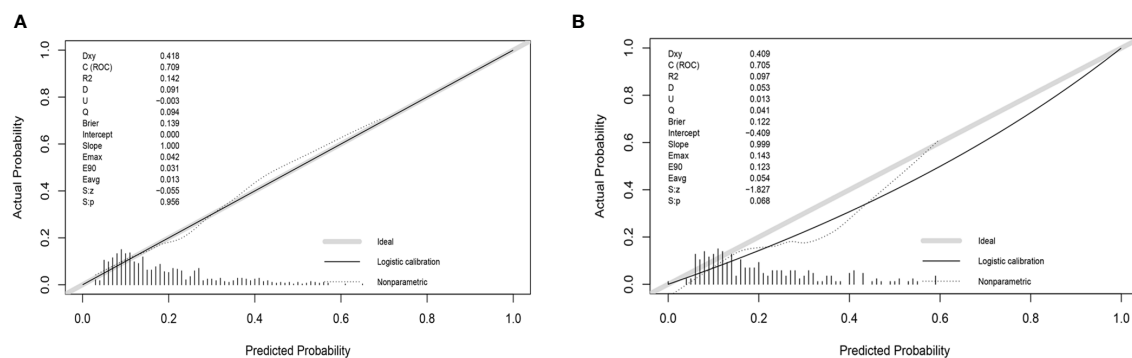 A
Actual Probability
1.0
0.8
0.6
0.4
0.2
0.0
Dxy 0.418
C (ROC) 0.709
R2 0.142
D 0.091
U −0.003
Q 0.094
Brier 0.139
Intercept 0.000
Slope 1.000
Emax 0.042
E90 0.031
Eavg 0.013
S:z −0.055
S:p 0.956
Ideal
Logistic calibration
Nonparametric
0.0 0.2 0.4 0.6 0.8 1.0
Predicted Probability
B
Actual Probability
1.0
0.8
0.6
0.4
0.2
0.0
Dxy 0.409
C (ROC) 0.705
R2 0.097
D 0.053
U 0.013
Q 0.041
Brier 0.122
Intercept −0.409
Slope 0.999
Emax 0.143
E90 0.123
Eavg 0.054
S:z −1.827
S:p 0.068
Ideal
Logistic calibration
Nonparametric
0.0 0.2 0.4 0.6 0.8 1.0
Predicted Probability